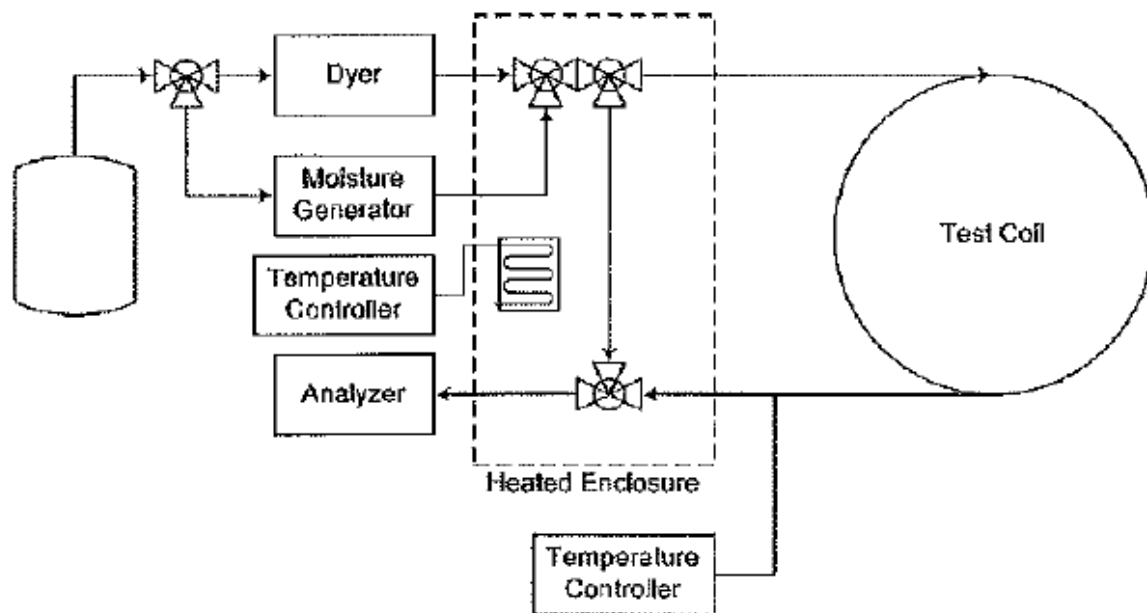 Dyer
Moisture
Generator
Temperature
Controller
Analyzer
Test Coil
Heated Enclosure
Temperature
Controller